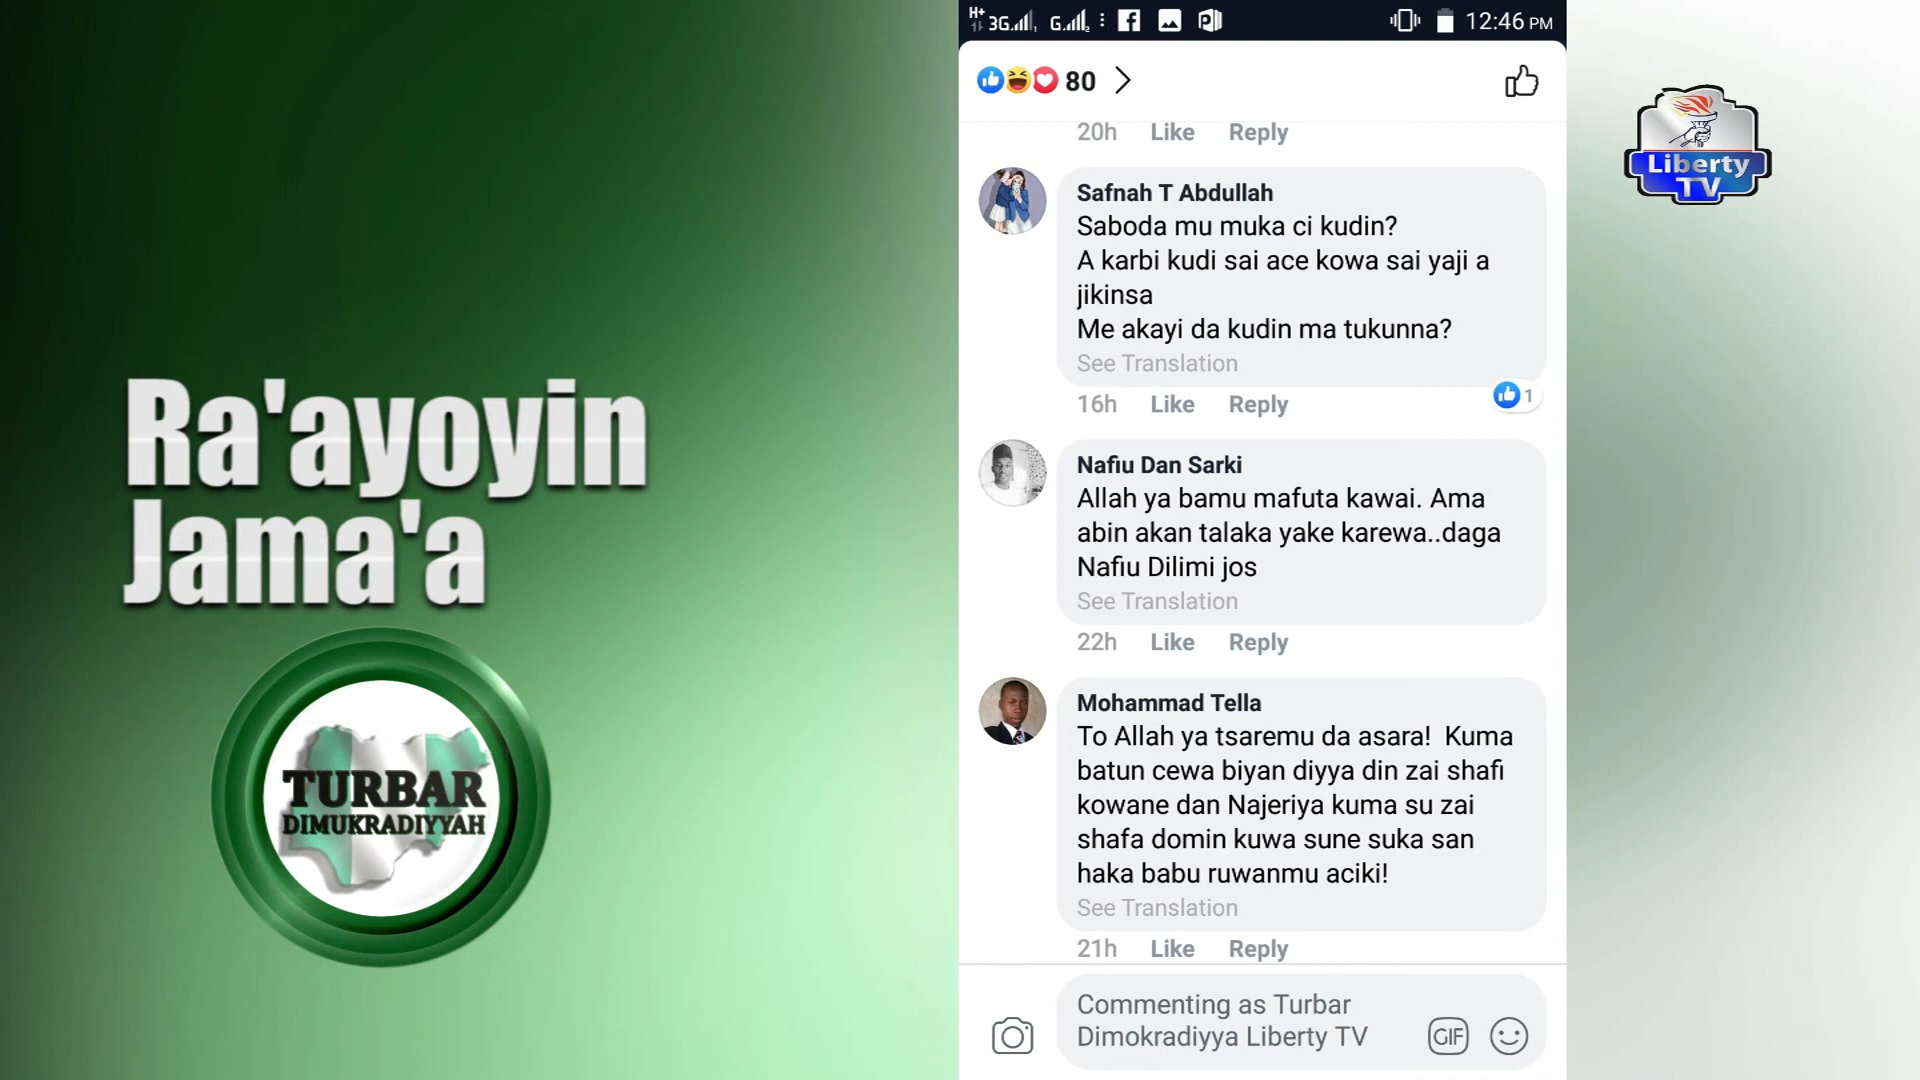 Ra'ayoyin
Jama'a
TURBAR
DIMUKRADIYYAH
H+ 3G 1 G 2 12:46 PM
80
20h Like Reply
Safnah T Abdullah
Saboda mu muka ci kudin?
A karbi kudi sai ace kowa sai yaji a
jikinsa
Me akayi da kudin ma tukunna?
See Translation
16h Like Reply 1
Nafiu Dan Sarki
Allah ya bamu mafuta kawai. Ama
abin akan talaka yake karewa..daga
Nafiu Dilimi jos
See Translation
22h Like Reply
Mohammad Tella
To Allah ya tsaremu da asara! Kuma
batun cewa biyan diyya din zai shafi
kowane dan Najeriya kuma su zai
shafa domin kuwa sune suka san
haka babu ruwanmu aciki!
See Translation
21h Like Reply
Commenting as Turbar
Dimokradiyya Liberty TV
GIF
Liberty
TV